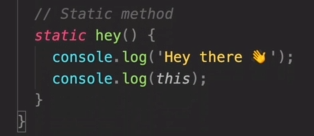 // Static method
static hey() {
console.log('Hey there 👋');
console.log(this);
}
}